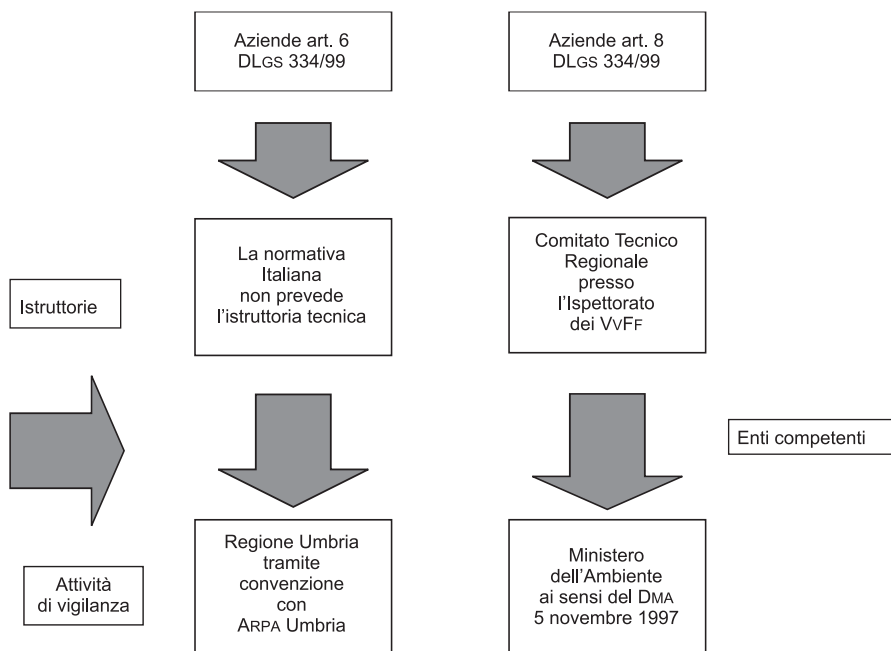 Aziende art. 6
DLGS 334/99
Aziende art. 8
DLGS 334/99
La normativa
Italiana
non prevede
l'istruttoria tecnica
Comitato Tecnico
Regionale
presso
l'Ispettorato
dei VVFF
Istruttorie
Enti competenti
Attività
di vigilanza
Regione Umbria
tramite
convenzione
con
ARPA Umbria
Ministero
dell'Ambiente
ai sensi del DMA
5 novembre 1997